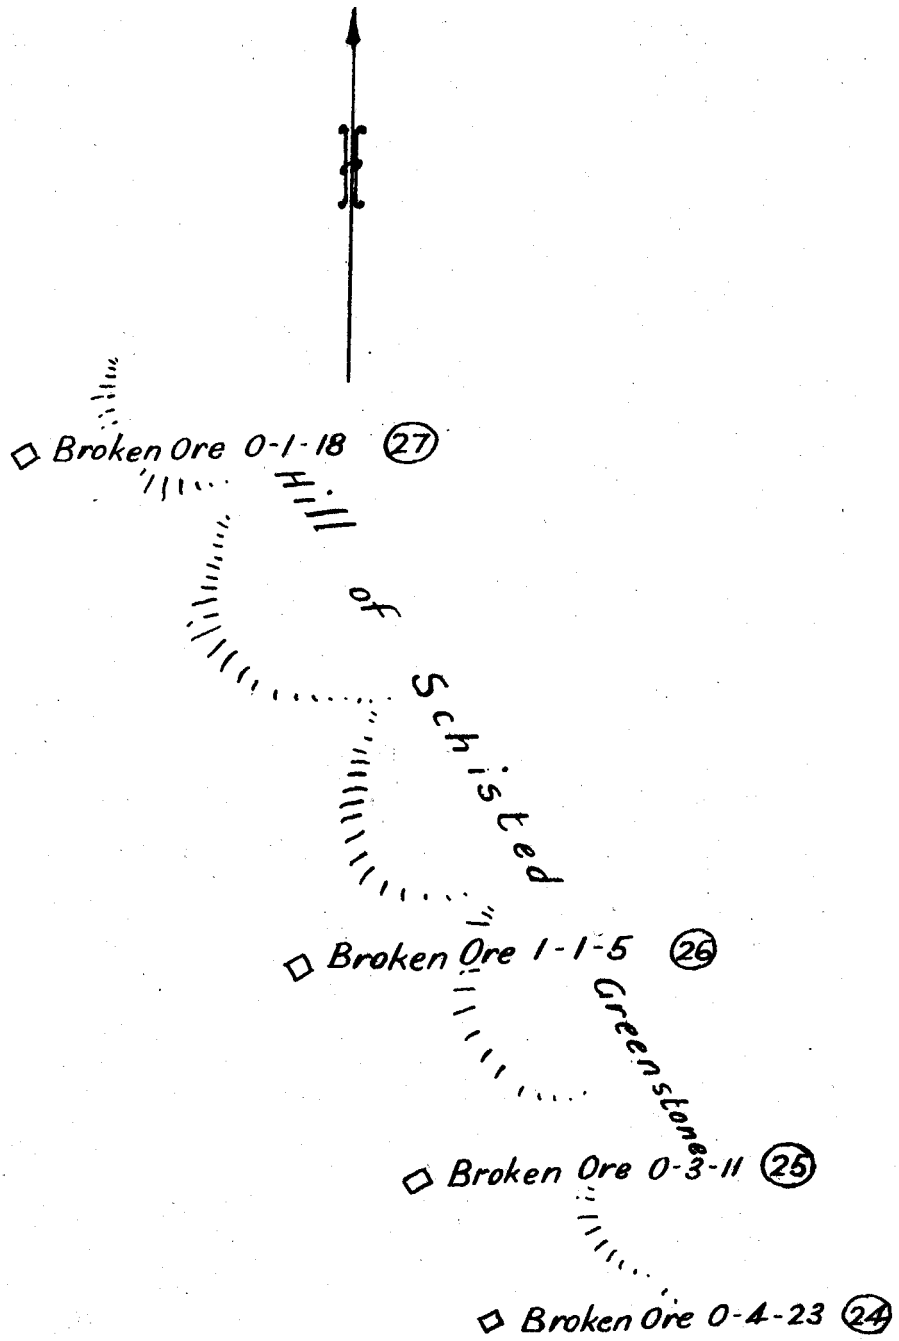 N
Broken Ore 0-1-18 27
Hill
of
Schisted
Broken Ore 1-1-5 26
Greenstone
Broken Ore 0-3-11 25
Broken Ore 0-4-23 24